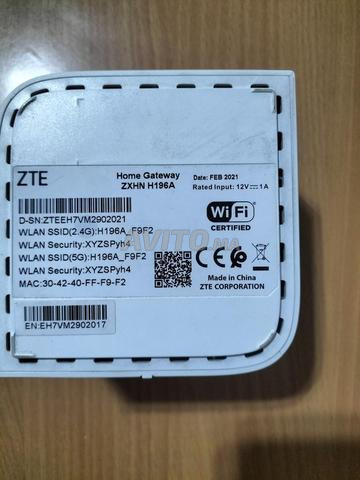 ZTE
Home Gateway
ZXHN H196A
Date: FEB 2021
Rated Input: 12V⎓1A
D-SN:ZTEEH7VM2902021
WLAN SSID(2.4G):H196A_F9F2
WLAN Security:XYZSPyh4
WLAN SSID(5G):H196A_F9F2
WLAN Security:XYZSPyh4
MAC:30-42-40-FF-F9-F2
WiFi
CERTIFIED
Made in China
ZTE CORPORATION
EN:EH7VM2902017
AVITO.ma